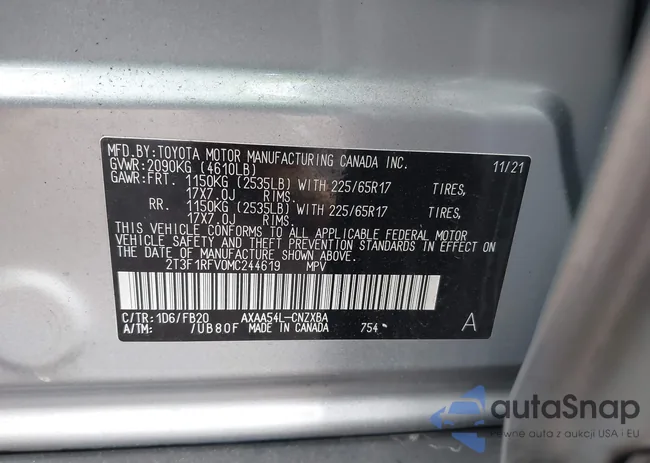 MFD.BY:TOYOTA MOTOR MANUFACTURING CANADA INC. 11/21
GVWR:2090KG (4610LB)
GAWR:FRT. 1150KG (2535LB) WITH 225/65R17 TIRES,
17X7.0J RIMS.
RR. 1150KG (2535LB) WITH 225/65R17 TIRES,
17X7.0J RIMS.
THIS VEHICLE CONFORMS TO ALL APPLICABLE FEDERAL MOTOR
VEHICLE SAFETY AND THEFT PREVENTION STANDARDS IN EFFECT ON
THE DATE OF MANUFACTURE SHOWN ABOVE.
2T3F1RFV0MC244619 MPV
C/TR:1D6/FB20 AXAA54L-CNZXBA A
A/TM: /UB80F MADE IN CANADA 754
autaSnap
aukcji USA i EU